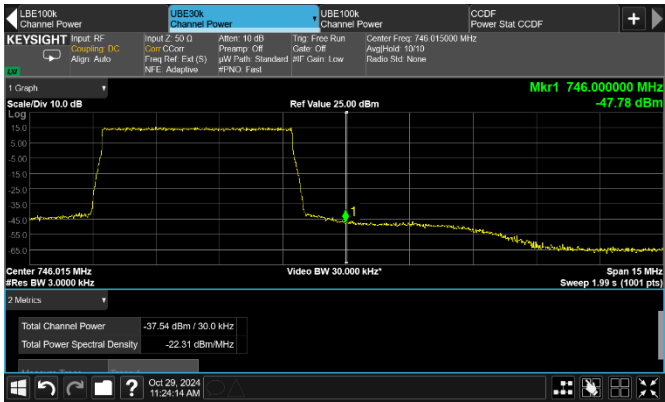 LBE100k
Channel Power
UBE30k
Channel Power
UBE100k
Channel Power
CCDF
Power Stat CCDF
KEYSIGHT
Input: RF
Coupling: DC
Align: Auto
Input Z: 50 Ω
Corr CCorr
Freq Ref: Ext (S)
NFE: Adaptive
Atten: 10 dB
Preamp: Off
µW Path: Standard
#PNO: Fast
Trig: Free Run
Gate: Off
#IF Gain: Low
Center Freq: 746.015000 MHz
Avg|Hold: 10/10
Radio Std: None
LXI
1 Graph
Mkr1 746.000000 MHz
-47.78 dBm
Scale/Div 10.0 dB
Ref Value 25.00 dBm
Log
15.0
5.00
-5.00
-15.0
-25.0
-35.0
-45.0
-55.0
-65.0
1
Center 746.015 MHz
Video BW 30.000 kHz*
Span 15 MHz
#Res BW 3.0000 kHz
Sweep 1.99 s (1001 pts)
2 Metrics
Total Channel Power
-37.54 dBm / 30.0 kHz
Total Power Spectral Density
-22.31 dBm/MHz
Oct 29, 2024
11:24:14 AM